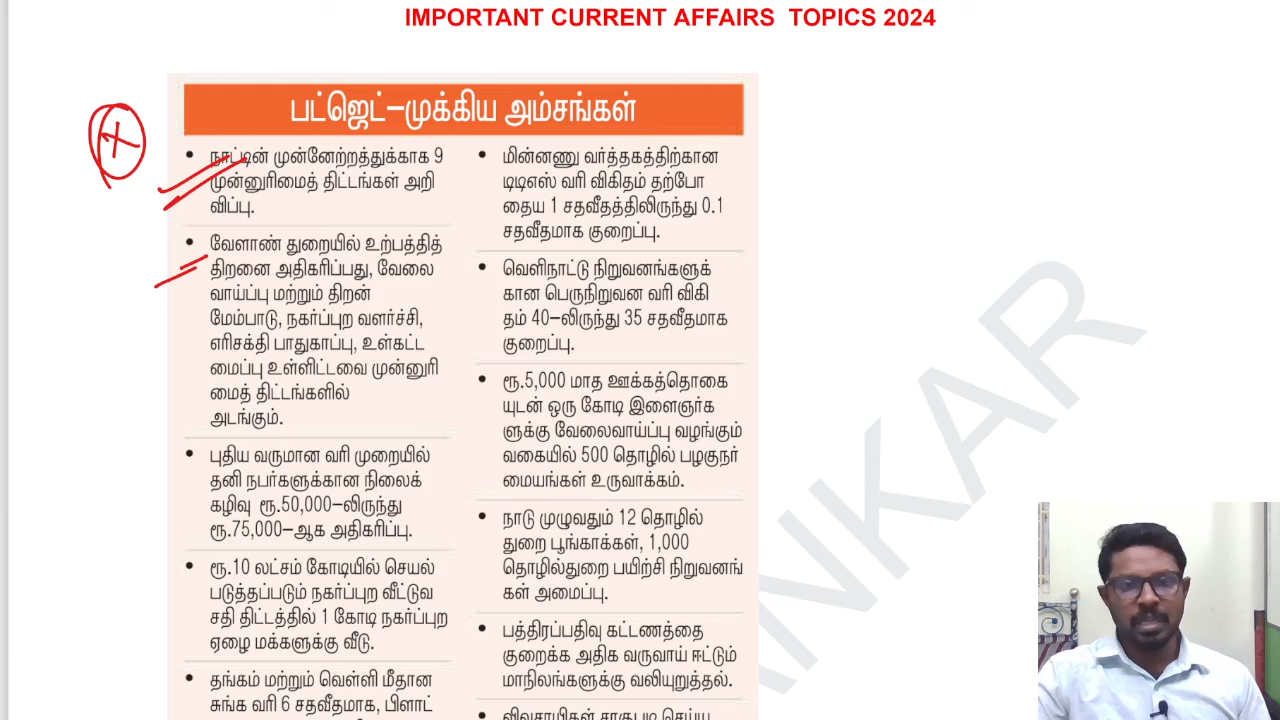 IMPORTANT CURRENT AFFAIRS TOPICS 2024
பட்ஜெட்–முக்கிய அம்சங்கள்
• நாட்டின் முன்னேற்றத்துக்காக 9
முன்னுரிமைத் திட்டங்கள் அறி
விப்பு.
• வேளாண் துறையில் உற்பத்தித்
திறனை அதிகரிப்பது, வேலை
வாய்ப்பு மற்றும் திறன்
மேம்பாடு, நகர்ப்புற வளர்ச்சி,
எரிசக்தி பாதுகாப்பு, உள்கட்ட
மைப்பு உள்ளிட்டவை முன்னுரி
மைத் திட்டங்களில்
அடங்கும்.
• புதிய வருமான வரி முறையில்
தனி நபர்களுக்கான நிலைக்
கழிவு ரூ.50,000–லிருந்து
ரூ.75,000–ஆக அதிகரிப்பு.
• ரூ.10 லட்சம் கோடியில் செயல்
படுத்தப்படும் நகர்ப்புற வீட்டுவ
சதி திட்டத்தில் 1 கோடி நகர்ப்புற
ஏழை மக்களுக்கு வீடு.
• தங்கம் மற்றும் வெள்ளி மீதான
சுங்க வரி 6 சதவீதமாக, பிளாட்
• மின்னணு வர்த்தகத்திற்கான
டிடிஎஸ் வரி விகிதம் தற்போ
தைய 1 சதவீதத்திலிருந்து 0.1
சதவீதமாக குறைப்பு.
• வெளிநாட்டு நிறுவனங்களுக்
கான பெருநிறுவன வரி விகி
தம் 40–லிருந்து 35 சதவீதமாக
குறைப்பு.
• ரூ.5,000 மாத ஊக்கத்தொகை
யுடன் ஒரு கோடி இளைஞர்க
ளுக்கு வேலைவாய்ப்பு வழங்கும்
வகையில் 500 தொழில் பழகுநர்
மையங்கள் உருவாக்கம்.
• நாடு முழுவதும் 12 தொழில்
துறை பூங்காக்கள், 1,000
தொழில்துறை பயிற்சி நிறுவனங்
கள் அமைப்பு.
• பத்திரப்பதிவு கட்டணத்தை
குறைக்க அதிக வருவாய் ஈட்டும்
மாநிலங்களுக்கு வலியுறுத்தல்.
• விவசாயிகள் சாகுபடி செய்ய
ANKAR